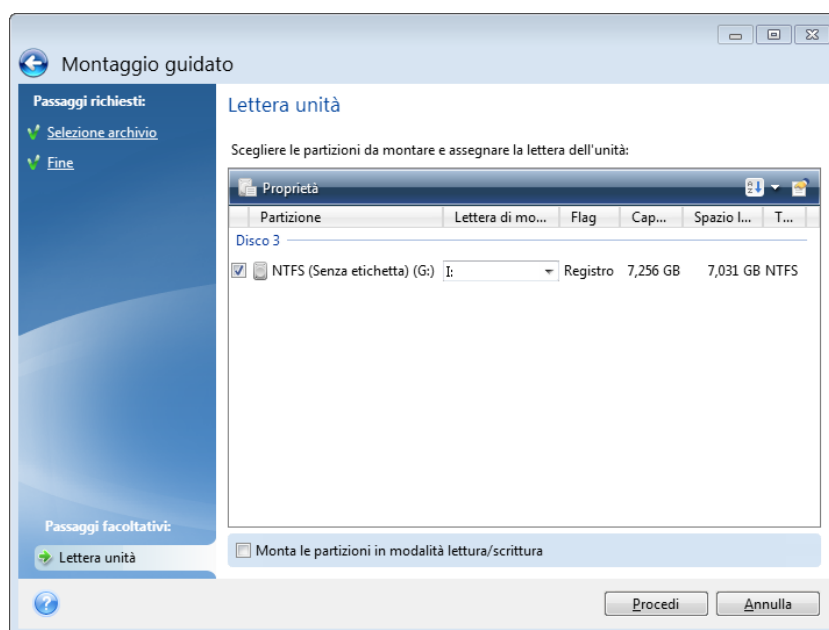 Montaggio guidato
Passaggi richiesti:
Selezione archivio
Fine
Lettera unità
Scegliere le partizioni da montare e assegnare la lettera dell'unità:
Proprietà
Partizione Lettera di mo... Flag Cap... Spazio l... T...
Disco 3
NTFS (Senza etichetta) (G:) I: Registro 7,256 GB 7,031 GB NTFS
Passaggi facoltativi:
Lettera unità
Monta le partizioni in modalità lettura/scrittura
Procedi Annulla